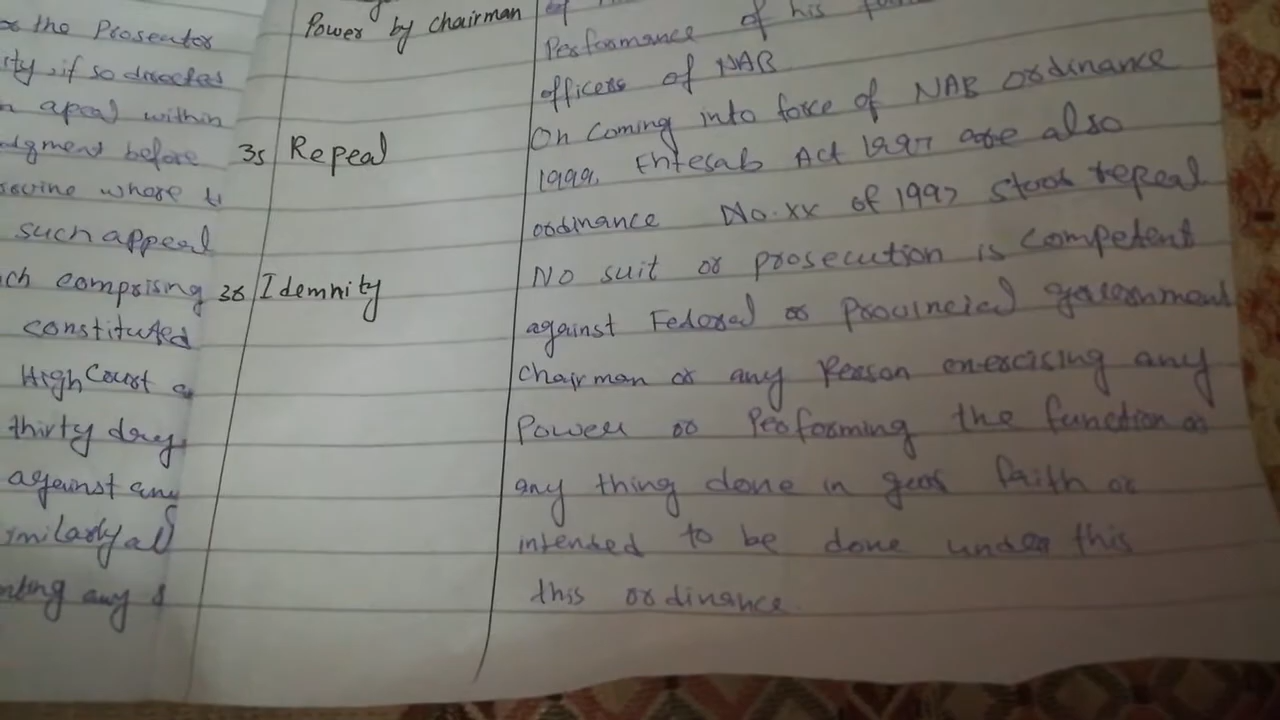 the Prosecutor
if so directed
apeal within
before
where
such appeal
comprising
constituted
High Court
thirty days
against any
all
any
Power by chairman
35 Repeal
36 Idemnity
of his
Performance of
officers of NAB
On coming into force of NAB ordinance
1999, Ehtesab Act 1997 are also
ordinance No. XX of 1997 stood repeal
No suit or prosecution is competent
against Federal or Provincial government
chairman or any Person exercising any
Power or Performing the function or
any thing done in good faith or
intended to be done under this
this ordinance.